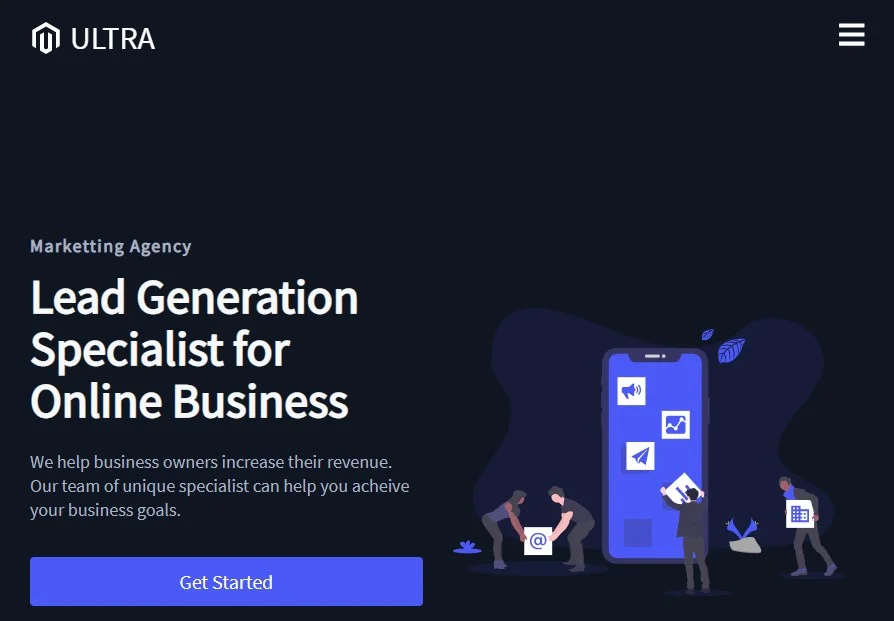 ULTRA
Marketting Agency
Lead Generation
Specialist for
Online Business
We help business owners increase their revenue.
Our team of unique specialist can help you acheive
your business goals.
@
Get Started